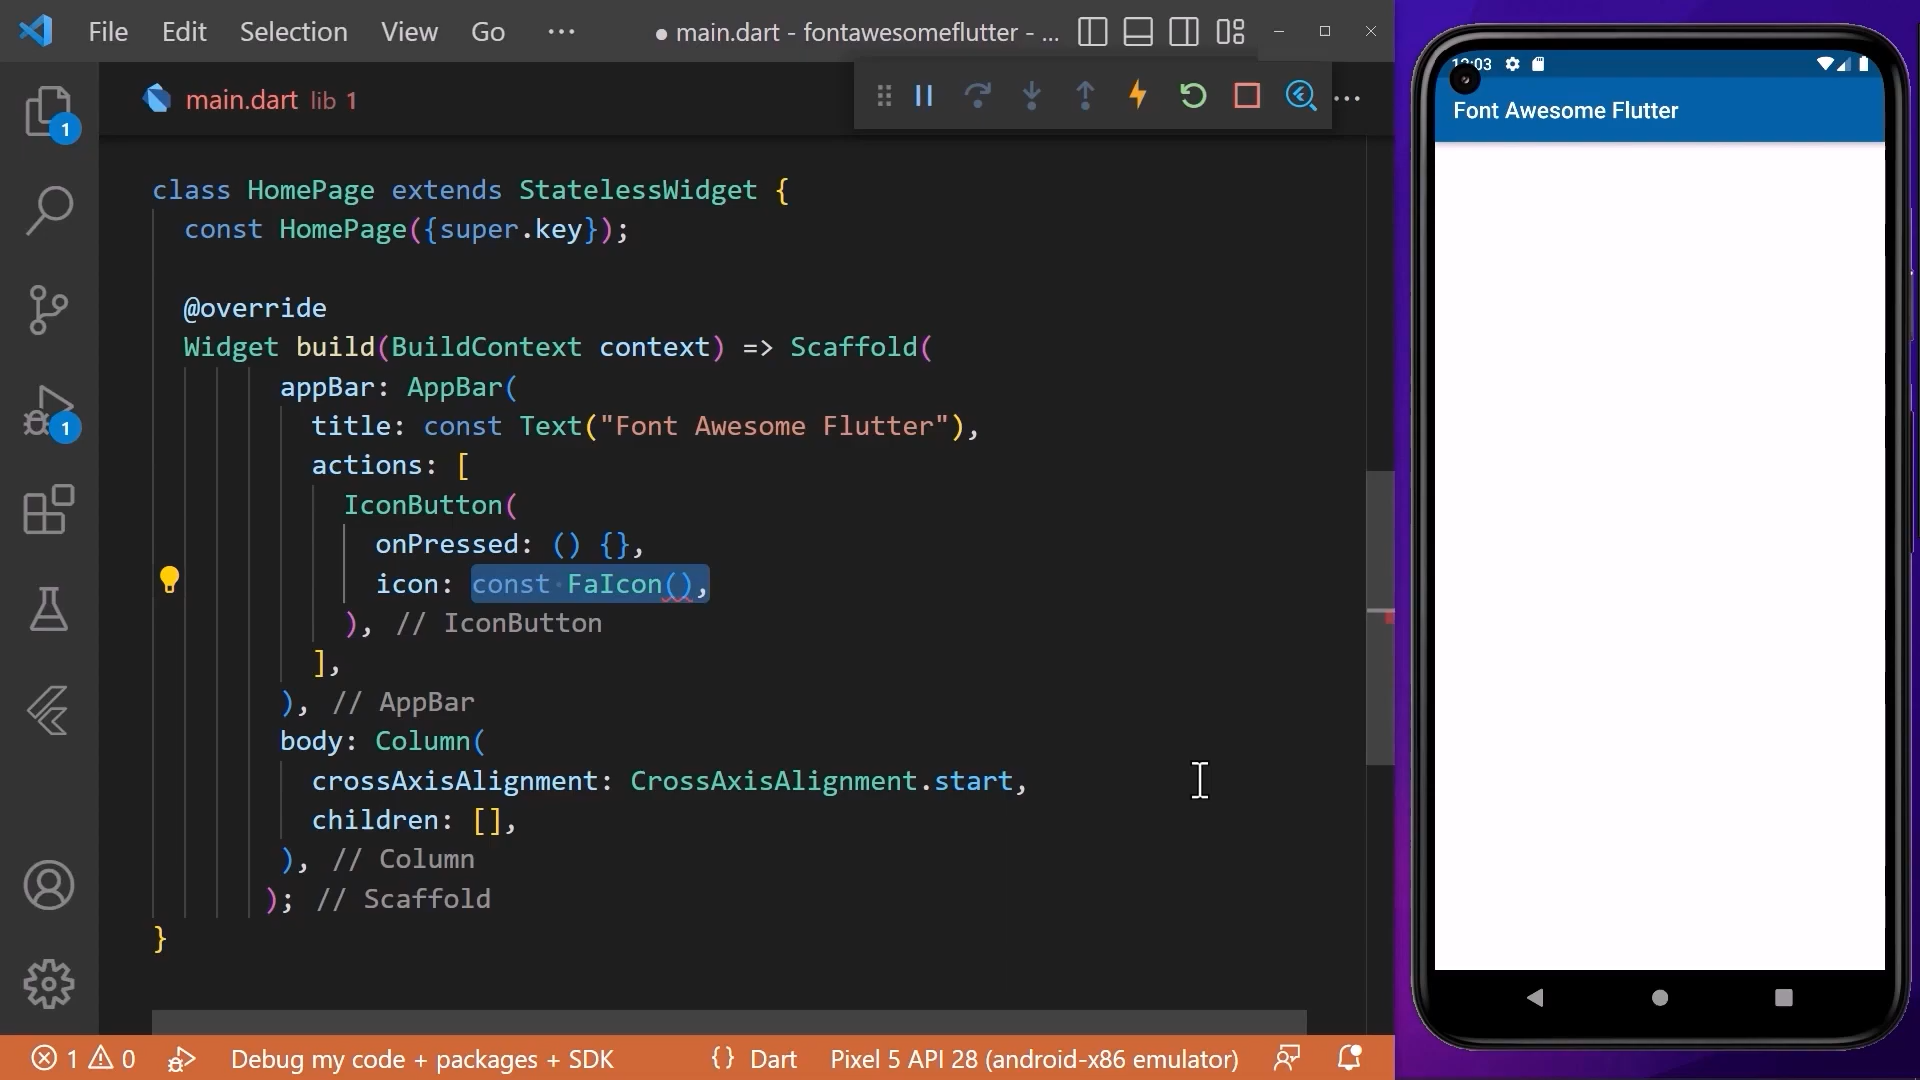 File Edit Selection View Go ··· ● main.dart - fontawesomeflutter - ...
main.dart lib 1
1
1
class HomePage extends StatelessWidget {
const HomePage({super.key});
@override
Widget build(BuildContext context) => Scaffold(
appBar: AppBar(
title: const Text("Font Awesome Flutter"),
actions: [
IconButton(
onPressed: () {},
icon: const·FaIcon(),
), // IconButton
],
), // AppBar
body: Column(
crossAxisAlignment: CrossAxisAlignment.start,
children: [],
), // Column
); // Scaffold
}
1 0 Debug my code + packages + SDK {} Dart Pixel 5 API 28 (android-x86 emulator)
Font Awesome Flutter